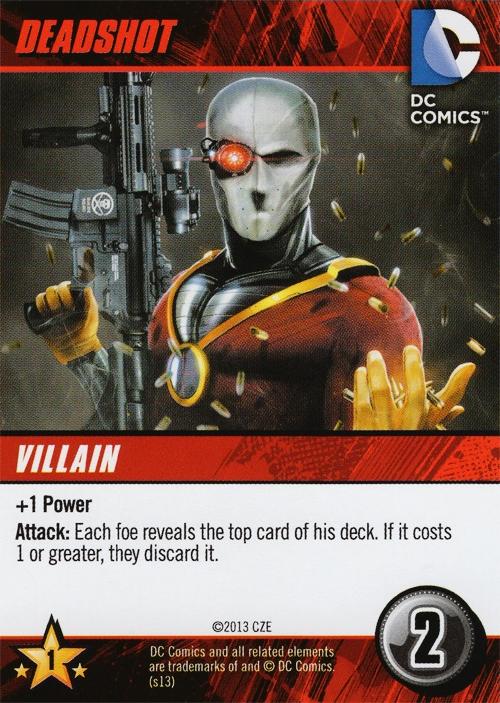 DEADSHOT
DC
COMICS™
VILLAIN
+1 Power
Attack: Each foe reveals the top card of his deck. If it costs
1 or greater, they discard it.
©2013 CZE
1
DC Comics and all related elements
are trademarks of and © DC Comics.
(s13)
2